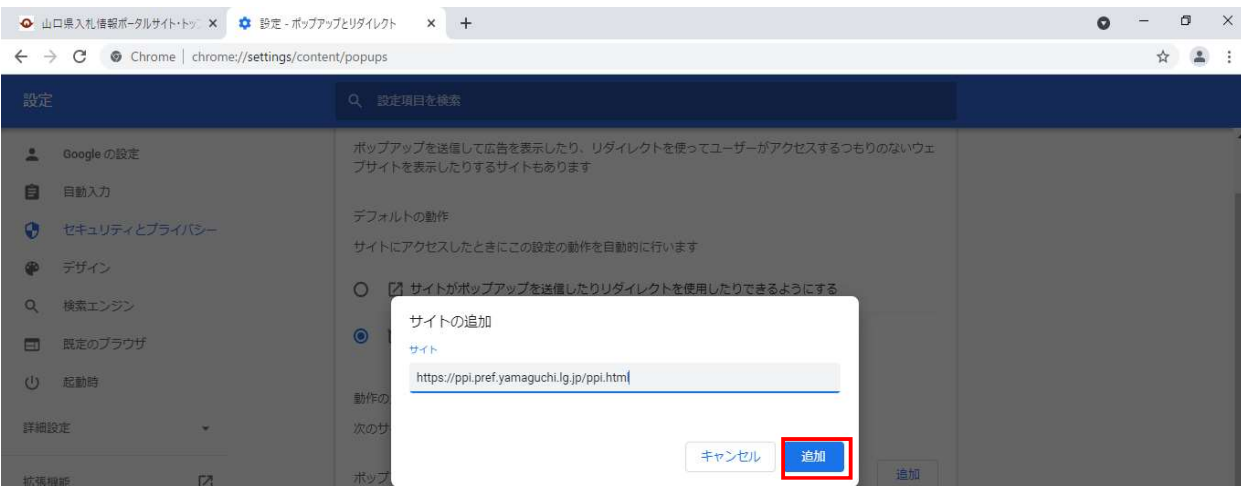 山口県入札情報ポータルサイト・トッ
設定 - ポップアップとリダイレクト
Chrome | chrome://settings/content/popups
設定
設定項目を検索
Google の設定
自動入力
セキュリティとプライバシー
デザイン
検索エンジン
既定のブラウザ
起動時
詳細設定
拡張機能
ポップアップを送信して広告を表示したり、リダイレクトを使ってユーザーがアクセスするつもりのないウェ
ブサイトを表示したりするサイトもあります
デフォルトの動作
サイトにアクセスしたときにこの設定の動作を自動的に行います
サイトがポップアップを送信したりリダイレクトを使用したりできるようにする
サイトの追加
サイト
https://ppi.pref.yamaguchi.lg.jp/ppi.html
キャンセル
追加
動作の
次のサ
ポップ
追加